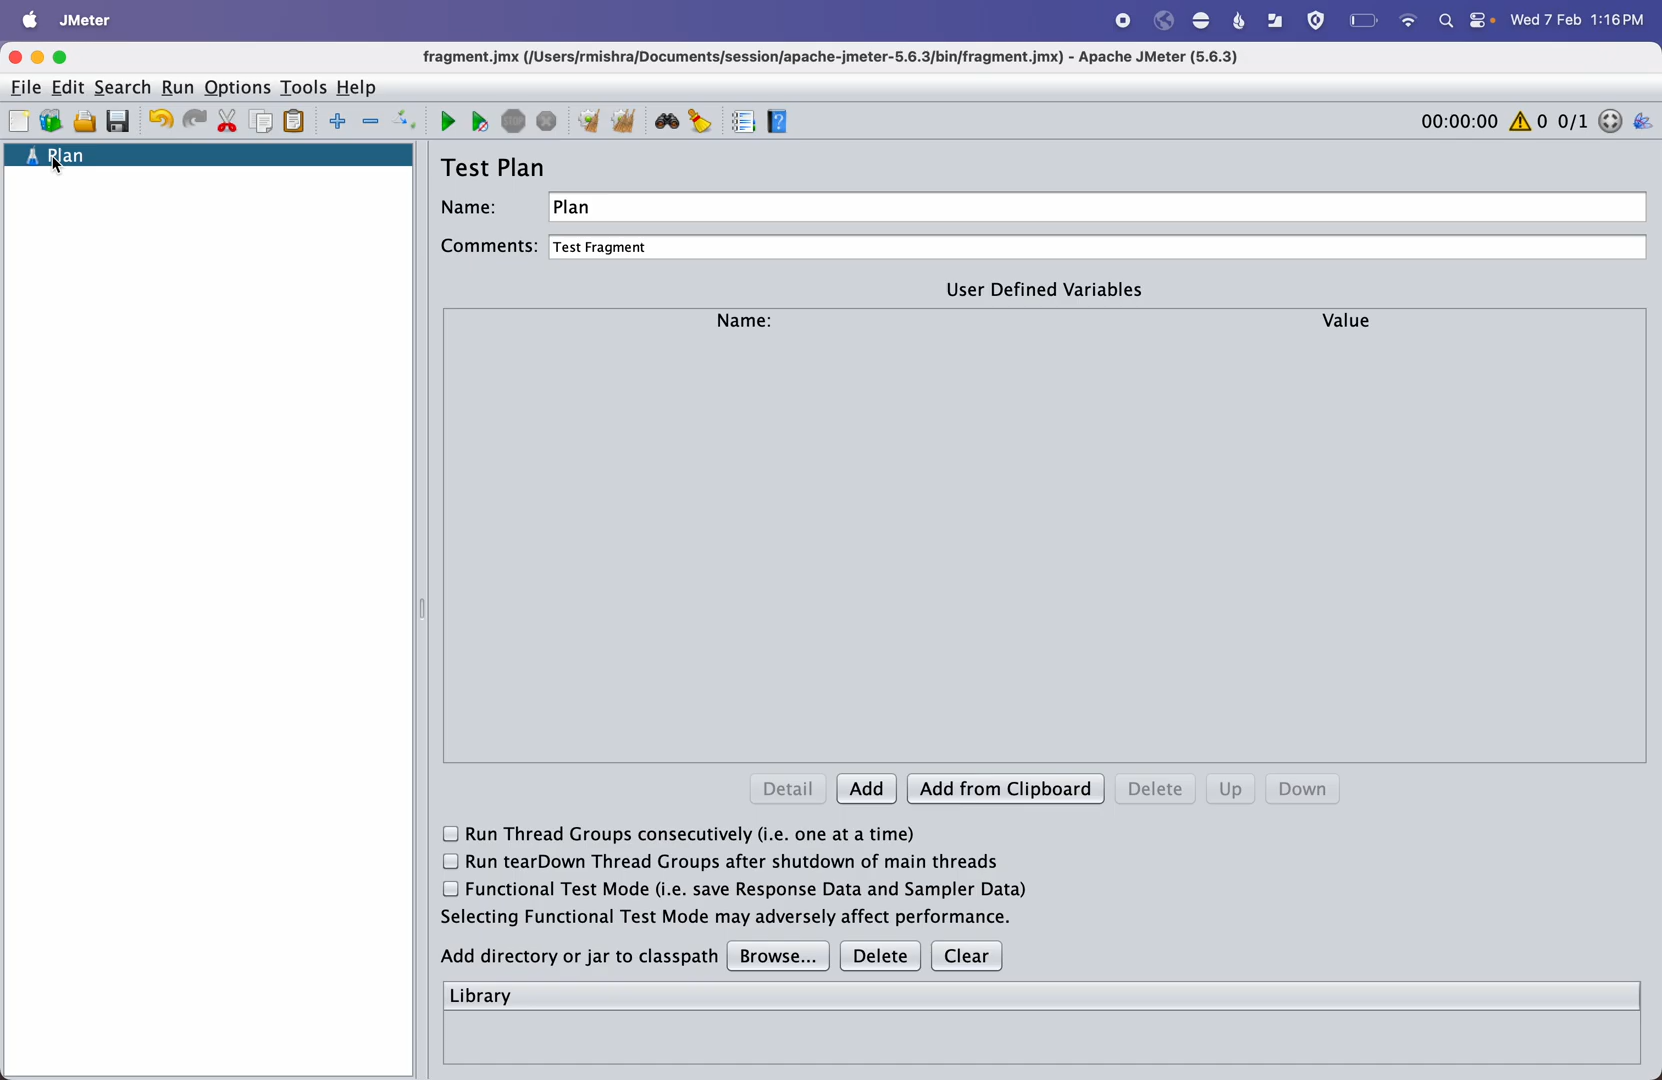 JMeter
Wed 7 Feb 1:16 PM
fragment.jmx (/Users/rmishra/Documents/session/apache-jmeter-5.6.3/bin/fragment.jmx) - Apache JMeter (5.6.3)
File Edit Search Run Options Tools Help
STOP
00:00:00 0 0/1
Plan
Test Plan
Name: Plan
Comments: Test Fragment
User Defined Variables
Name: Value
Detail Add Add from Clipboard Delete Up Down
Run Thread Groups consecutively (i.e. one at a time)
Run tearDown Thread Groups after shutdown of main threads
Functional Test Mode (i.e. save Response Data and Sampler Data)
Selecting Functional Test Mode may adversely affect performance.
Add directory or jar to classpath Browse... Delete Clear
Library